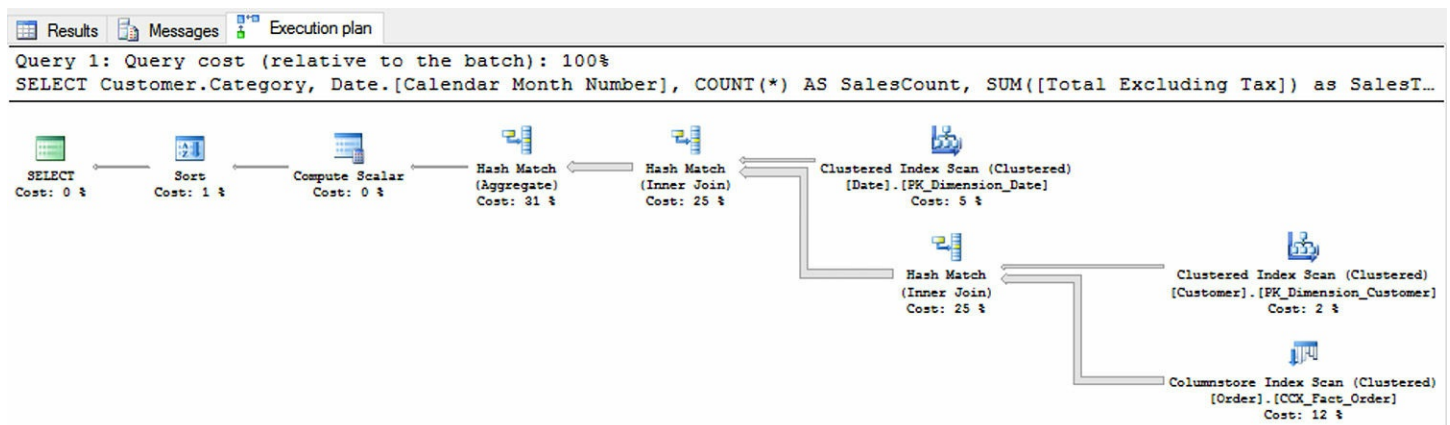 Results Messages Execution plan
Query 1: Query cost (relative to the batch): 100%
SELECT Customer.Category, Date.[Calendar Month Number], COUNT(*) AS SalesCount, SUM([Total Excluding Tax]) as SalesT…
SELECT
Cost: 0 %
Sort
Cost: 1 %
Compute Scalar
Cost: 0 %
Hash Match
(Aggregate)
Cost: 31 %
Hash Match
(Inner Join)
Cost: 25 %
Clustered Index Scan (Clustered)
[Date].[PK_Dimension_Date]
Cost: 5 %
Hash Match
(Inner Join)
Cost: 25 %
Clustered Index Scan (Clustered)
[Customer].[PK_Dimension_Customer]
Cost: 2 %
Columnstore Index Scan (Clustered)
[Order].[CCX_Fact_Order]
Cost: 12 %